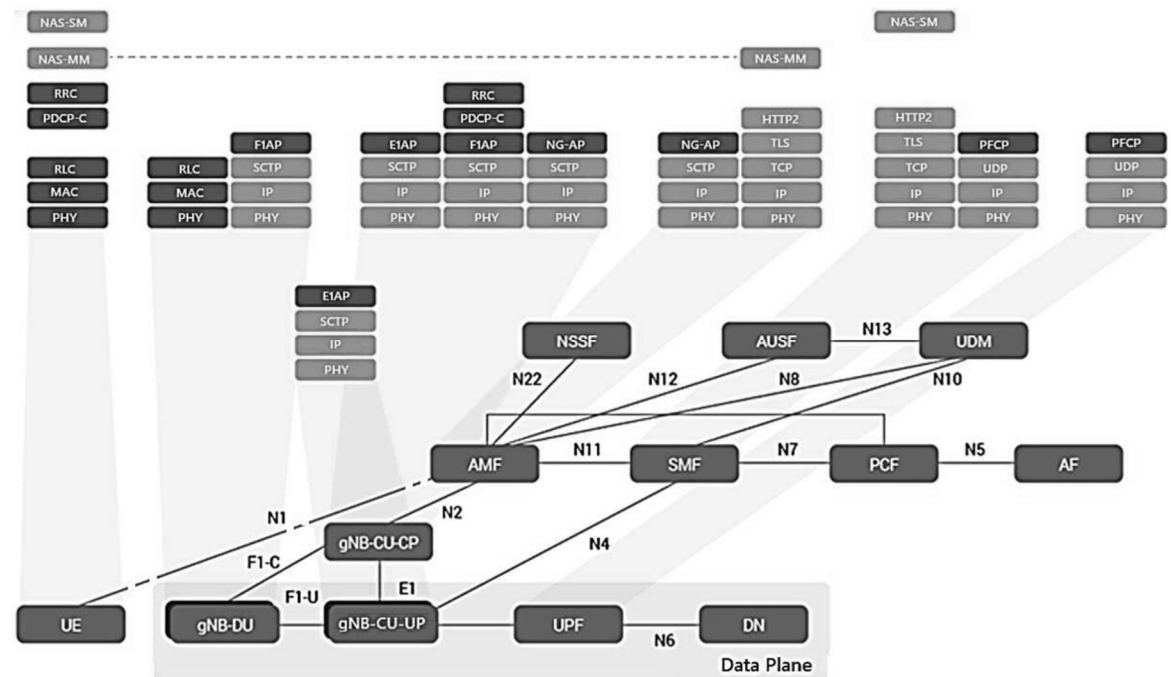 NAS-SM NAS-SM
NAS-MM NAS-MM
RRC RRC
PDCP-C PDCP-C HTTP2 HTTP2
F1AP E1AP F1AP NG-AP NG-AP TLS TLS PFCP PFCP
RLC RLC SCTP SCTP SCTP SCTP SCTP TCP TCP UDP UDP
MAC MAC IP IP IP IP IP IP IP IP IP
PHY PHY PHY PHY PHY PHY PHY PHY PHY PHY PHY
E1AP
SCTP
IP
PHY
NSSF AUSF N13 UDM
N22 N12 N8 N10
AMF N11 SMF N7 PCF N5 AF
N1 N2
gNB-CU-CP N4
F1-C
F1-U E1
UE gNB-DU gNB-CU-UP UPF N6 DN
Data Plane